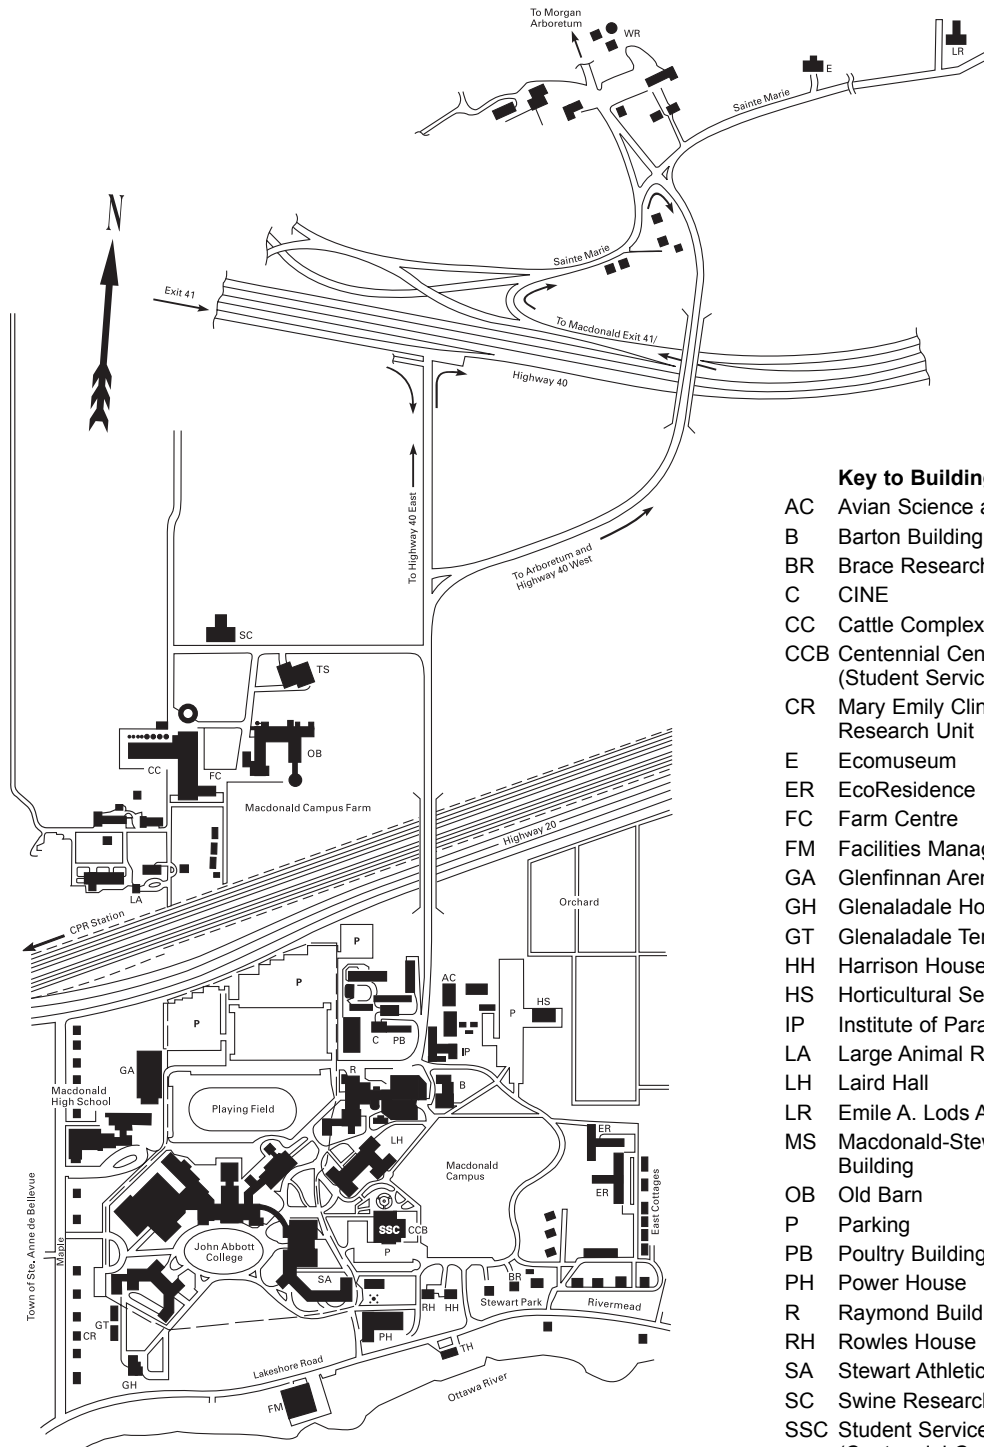 To Morgan
Arboretum
WR
LR
E
Sainte Marie
N
Sainte Marie
Exit 41
To Macdonald Exit 41/
Highway 40
To Highway 40 East
To Arboretum and
Highway 40 West
SC
TS
OB
CC
FC
Macdonald Campus Farm
Highway 20
LA
CPR Station
Orchard
P
P
P
AC
HS
P
C
PB
IP
GA
R
B
Macdonald
High School
Playing Field
LH
ER
Macdonald
Campus
ER
East Cottages
SSC
CCB
P
John Abbott
College
Town of Ste. Anne de Bellevue
Maple
SA
BR
RH
HH
Stewart Park
Rivermead
GT
CR
PH
TH
GH
Lakeshore Road
Ottawa River
FM
Key to Building
AC Avian Science a
B Barton Building
BR Brace Research
C CINE
CC Cattle Complex
CCB Centennial Cen
(Student Servic
CR Mary Emily Clin
Research Unit
E Ecomuseum
ER EcoResidence
FC Farm Centre
FM Facilities Manag
GA Glenfinnan Aren
GH Glenaladale Ho
GT Glenaladale Ter
HH Harrison House
HS Horticultural Se
IP Institute of Para
LA Large Animal R
LH Laird Hall
LR Emile A. Lods A
MS Macdonald-Stew
Building
OB Old Barn
P Parking
PB Poultry Building
PH Power House
R Raymond Build
RH Rowles House
SA Stewart Athletic
SC Swine Research
SSC Student Service